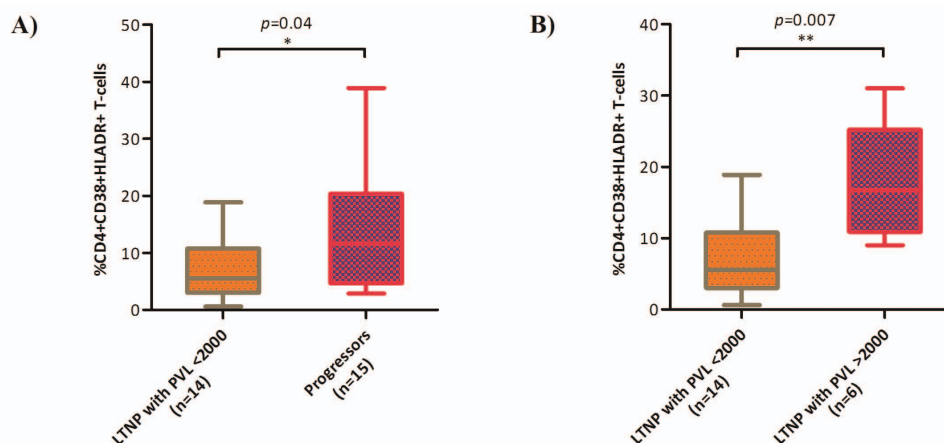 A)
p=0.04
*
%CD4+CD38+HLADR+ T-cells
50
40
30
20
10
0
LTNP with PVL <2000
(n=14)
Progressors
(n=15)
B)
p=0.007
**
%CD4+CD38+HLADR+ T-cells
40
30
20
10
0
LTNP with PVL <2000
(n=14)
LTNP with PVL >2000
(n=6)